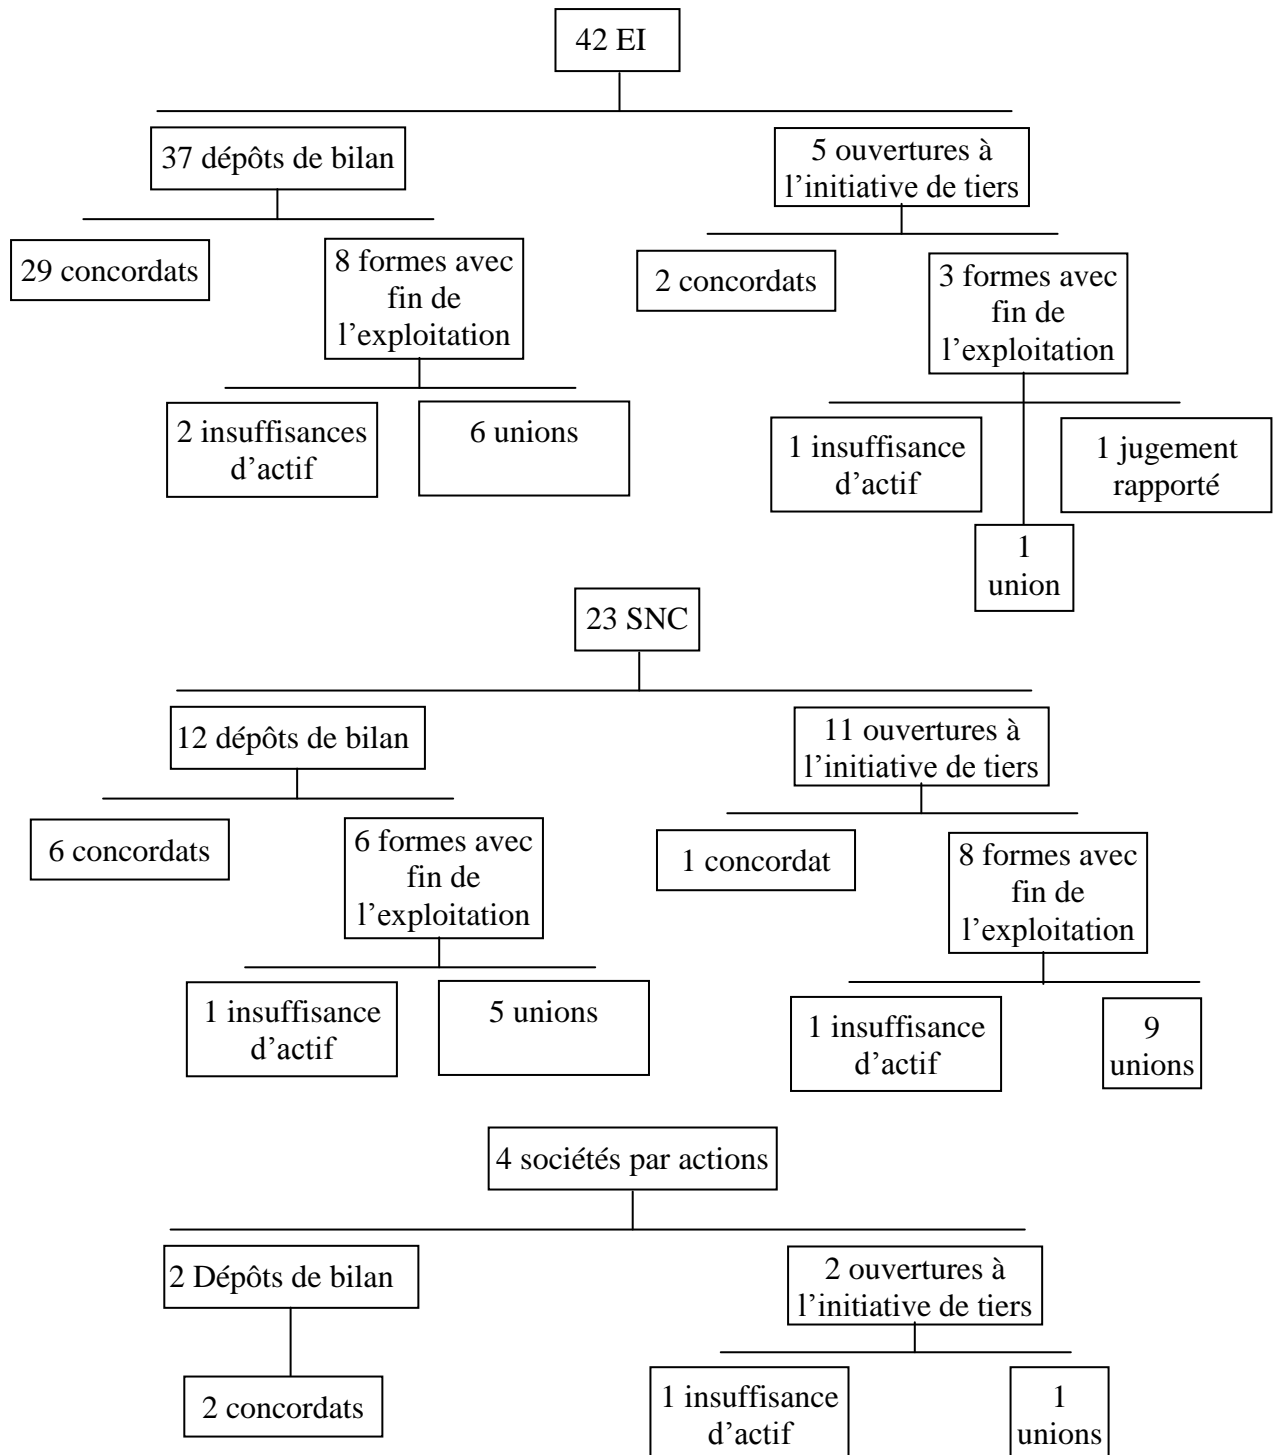 42 EI
37 dépôts de bilan
5 ouvertures à
l’initiative de tiers
29 concordats
8 formes avec
fin de
l’exploitation
2 concordats
3 formes avec
fin de
l’exploitation
2 insuffisances
d’actif
6 unions
1 insuffisance
d’actif
1 jugement
rapporté
1
union
23 SNC
12 dépôts de bilan
11 ouvertures à
l’initiative de tiers
6 concordats
6 formes avec
fin de
l’exploitation
1 concordat
8 formes avec
fin de
l’exploitation
1 insuffisance
d’actif
5 unions
1 insuffisance
d’actif
9
unions
4 sociétés par actions
2 Dépôts de bilan
2 ouvertures à
l’initiative de tiers
2 concordats
1 insuffisance
d’actif
1
unions